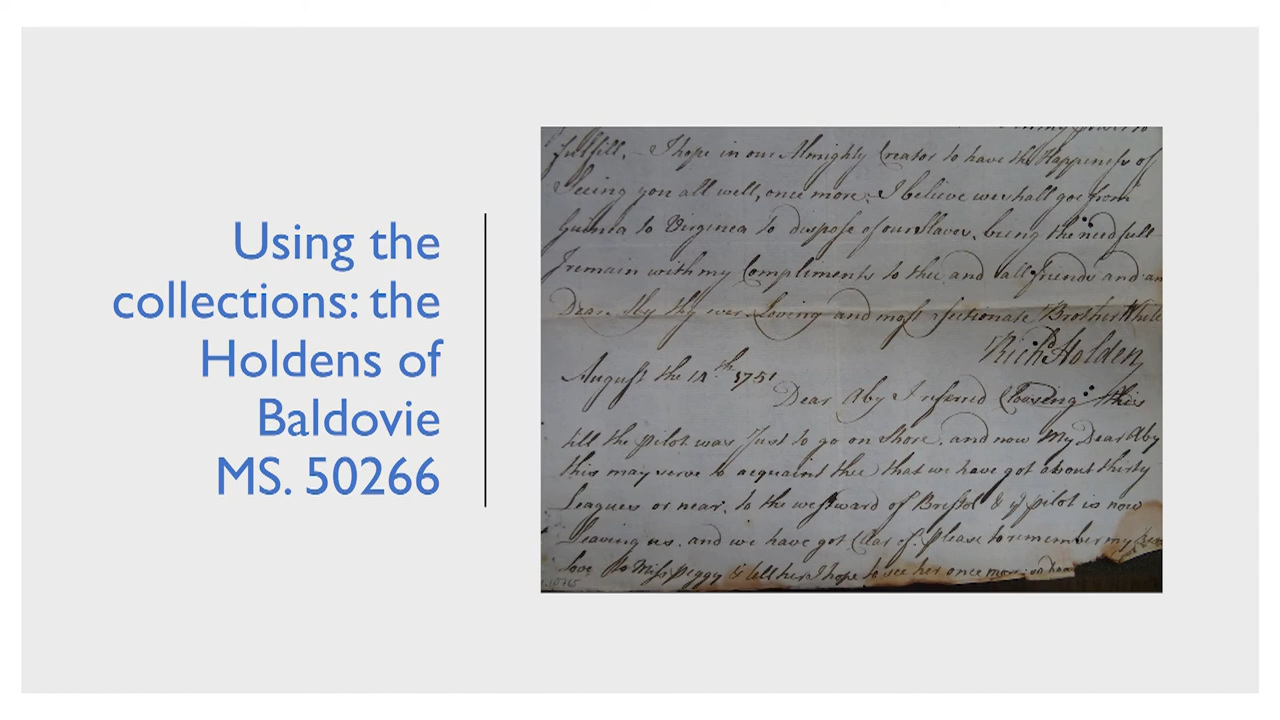 Using the
collections: the
Holdens of
Baldovie
MS. 50266
fulfill. I hope in our Almighty Creator to have the Happiness of
Seeing you all well, once more. I believe we shall goe from
Guinea to Virginea to dispose of our Slaves. being the needfull
I remain with my Compliments to thee and all friends and am
Dear Aby thy ever Loving and most Brother While
Richd Holden
August the 1751
Dear Aby I Closeing this
till the pilot was Just to go on Shore. and now My Dear Aby
this may serve to acquaint thee that we have got about thirty
Leagues or near, to the westward of Bristol & ye pilot is now
Leaveing us. and we have got Clar of. please to remember my
love to Miss Peggy & tell her I hope to see her once more